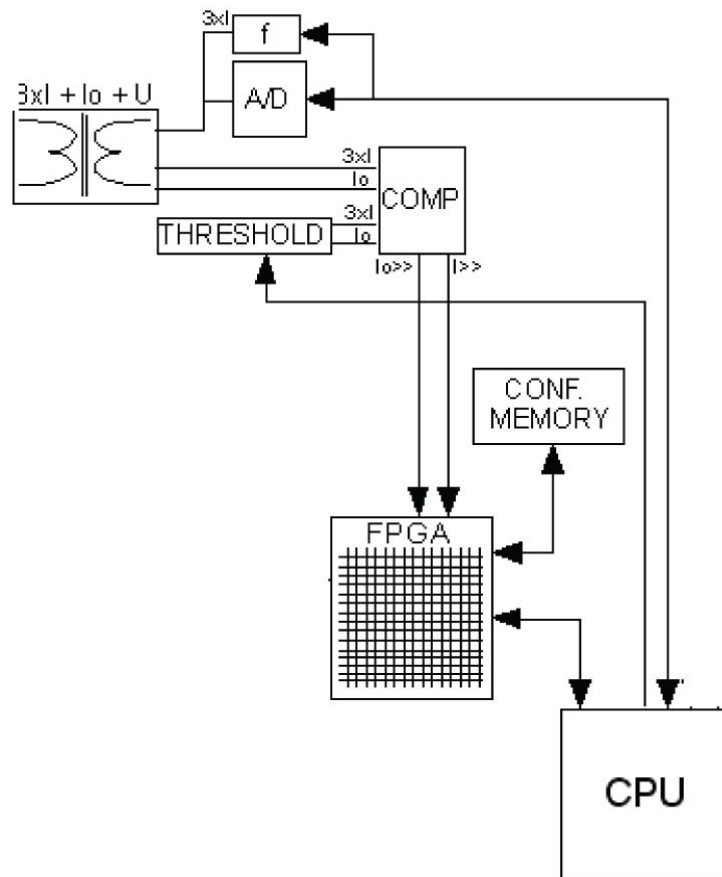 3xI
f
3xI + Io + U
A/D
3xI
Io
COMP
3xI
THRESHOLD
Io
Io>>
I>>
CONF.
MEMORY
FPGA
CPU